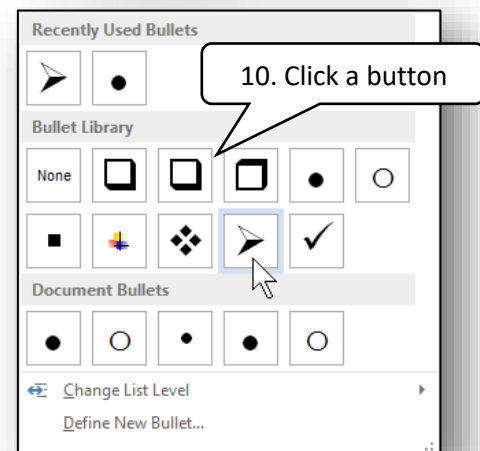 Recently Used Bullets
10. Click a button
Bullet Library
None
Document Bullets
Change List Level
Define New Bullet...